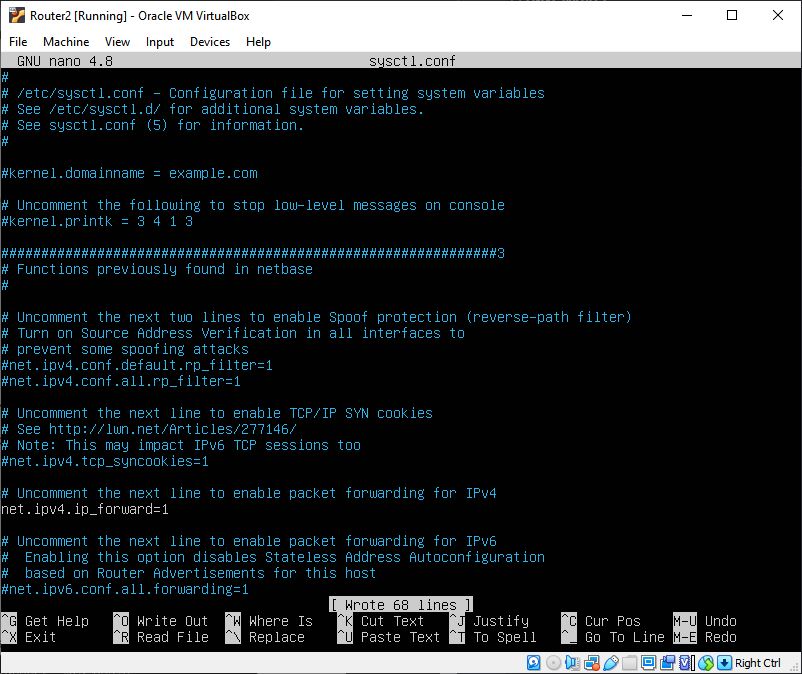 Router2 [Running] - Oracle VM VirtualBox
File Machine View Input Devices Help
GNU nano 4.8 sysctl.conf
#
# /etc/sysctl.conf - Configuration file for setting system variables
# See /etc/sysctl.d/ for additional system variables.
# See sysctl.conf (5) for information.
#
#kernel.domainname = example.com
# Uncomment the following to stop low-level messages on console
#kernel.printk = 3 4 1 3
##############################################################3
# Functions previously found in netbase
#
# Uncomment the next two lines to enable Spoof protection (reverse-path filter)
# Turn on Source Address Verification in all interfaces to
# prevent some spoofing attacks
#net.ipv4.conf.default.rp_filter=1
#net.ipv4.conf.all.rp_filter=1
# Uncomment the next line to enable TCP/IP SYN cookies
# See http://lwn.net/Articles/277146/
# Note: This may impact IPv6 TCP sessions too
#net.ipv4.tcp_syncookies=1
# Uncomment the next line to enable packet forwarding for IPv4
net.ipv4.ip_forward=1
# Uncomment the next line to enable packet forwarding for IPv6
#  Enabling this option disables Stateless Address Autoconfiguration
#  based on Router Advertisements for this host
#net.ipv6.conf.all.forwarding=1
[ Wrote 68 lines ]
^G Get Help ^O Write Out ^W Where Is ^K Cut Text ^J Justify ^C Cur Pos M-U Undo
^X Exit ^R Read File ^\ Replace ^U Paste Text ^T To Spell ^_ Go To Line M-E Redo
Right Ctrl